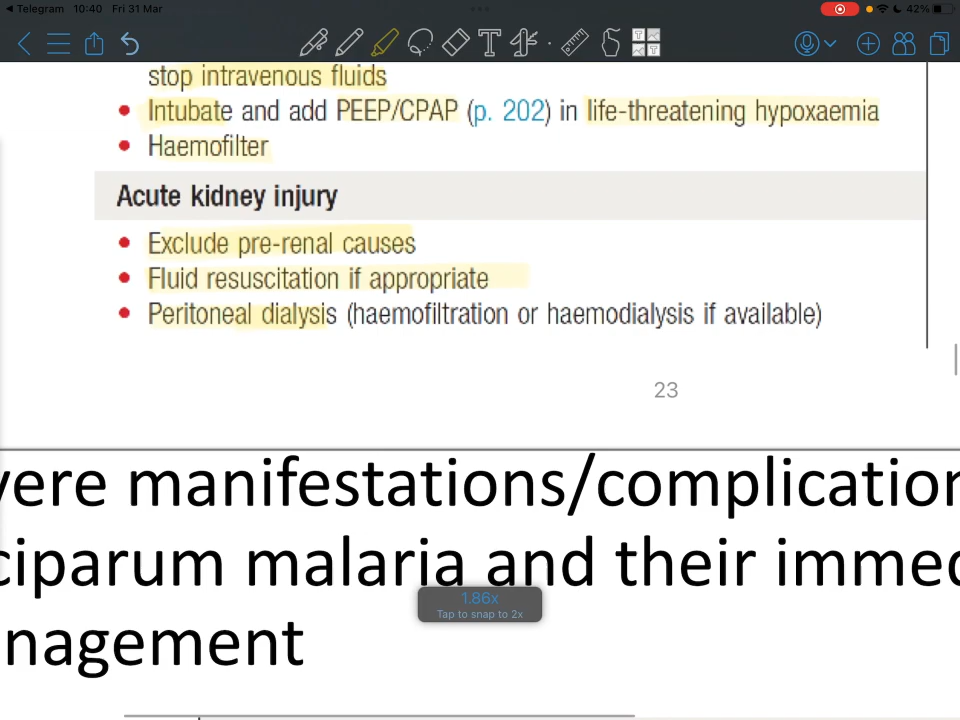 Telegram 10:40 Fri 31 Mar
42%
stop intravenous fluids
• Intubate and add PEEP/CPAP (p. 202) in life-threatening hypoxaemia
• Haemofilter
Acute kidney injury
• Exclude pre-renal causes
• Fluid resuscitation if appropriate
• Peritoneal dialysis (haemofiltration or haemodialysis if available)
23
vere manifestations/complication
ciparum malaria and their immed
nagement
1.86x
Tap to snap to 2x